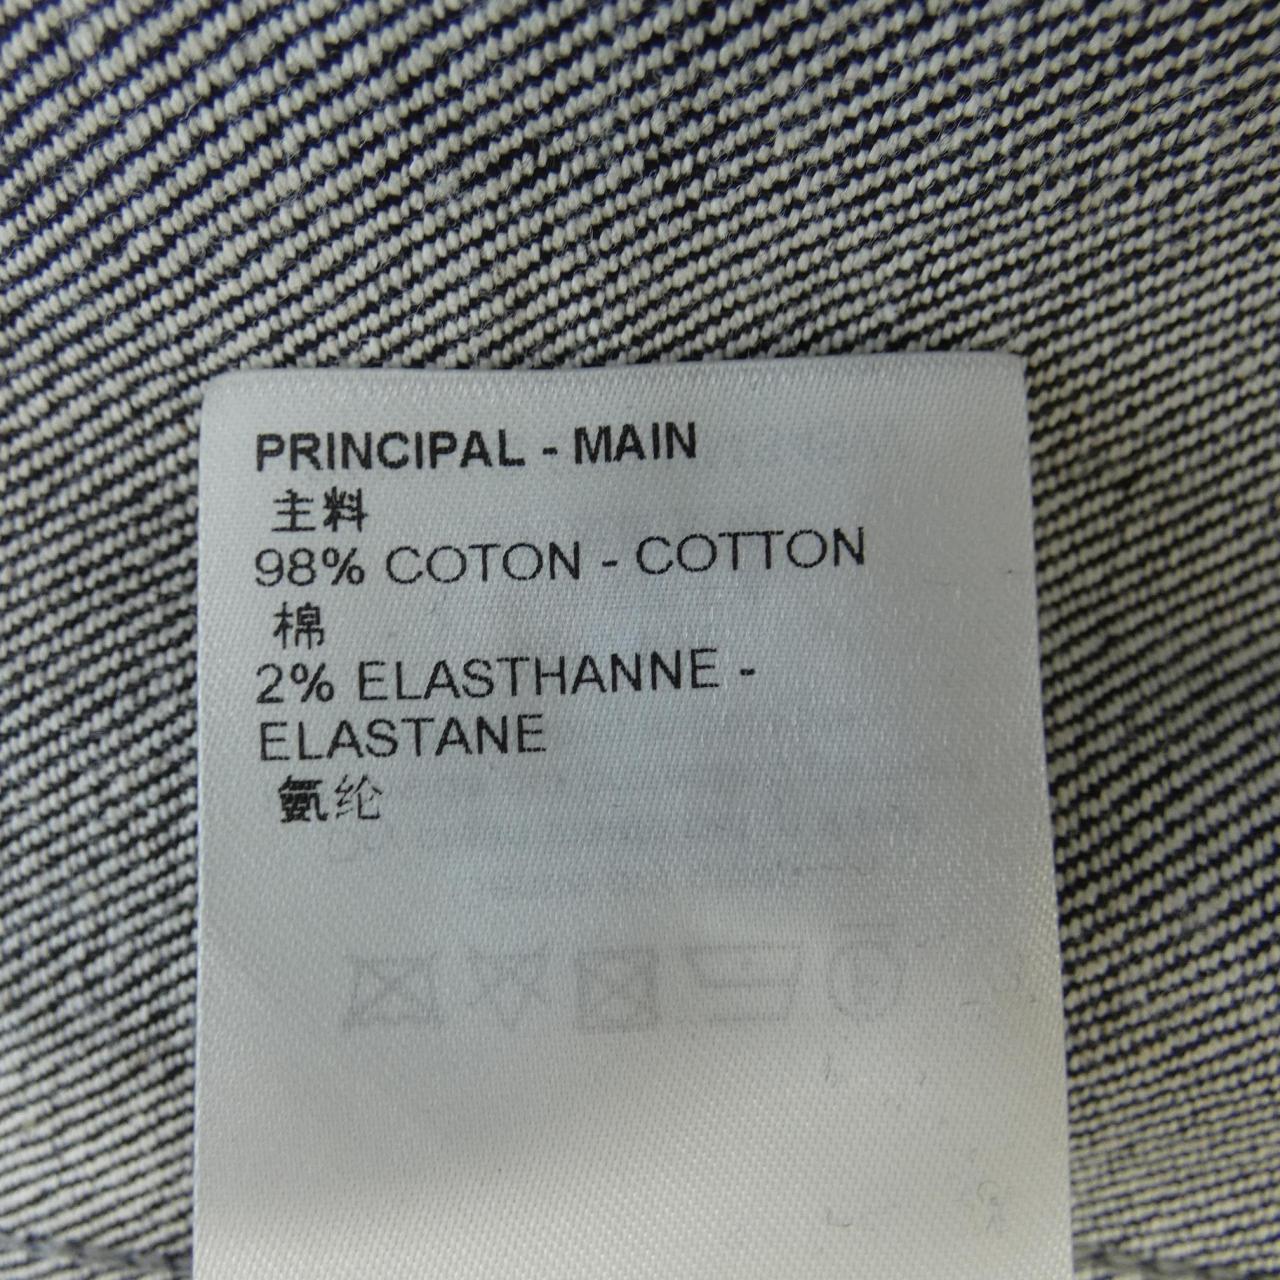 PRINCIPAL - MAIN
主料
98% COTON - COTTON
棉
2% ELASTHANNE -
ELASTANE
氨纶